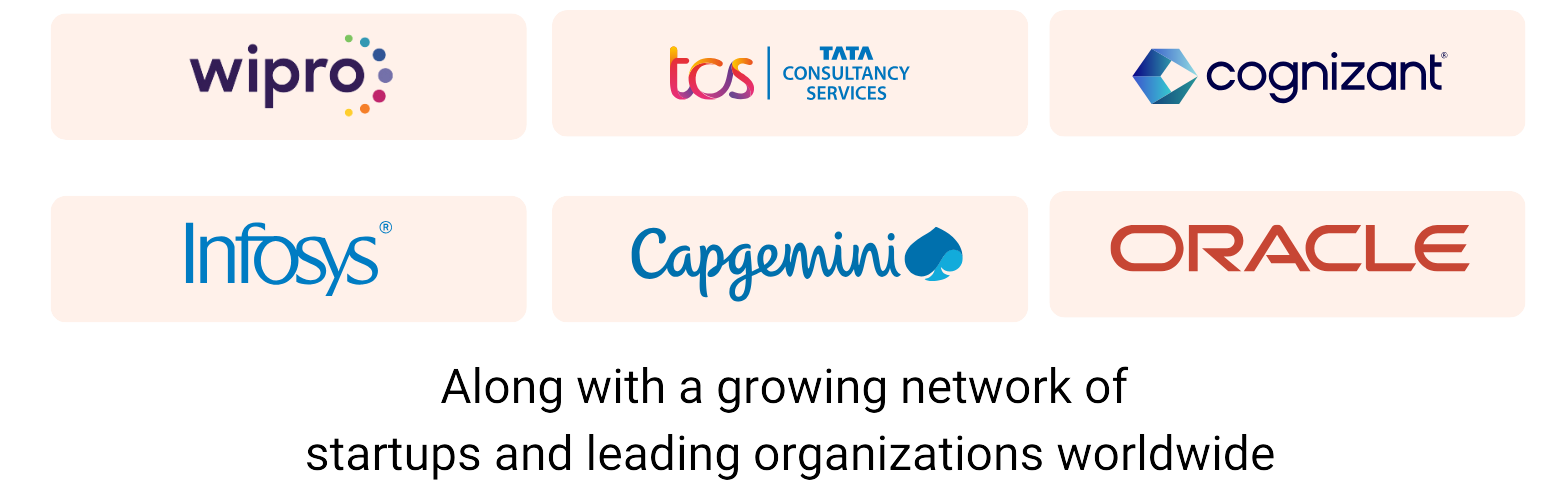 wipro
tcs
TATA
CONSULTANCY
SERVICES
cognizant®
Infosys®
Capgemini
ORACLE
Along with a growing network of
startups and leading organizations worldwide